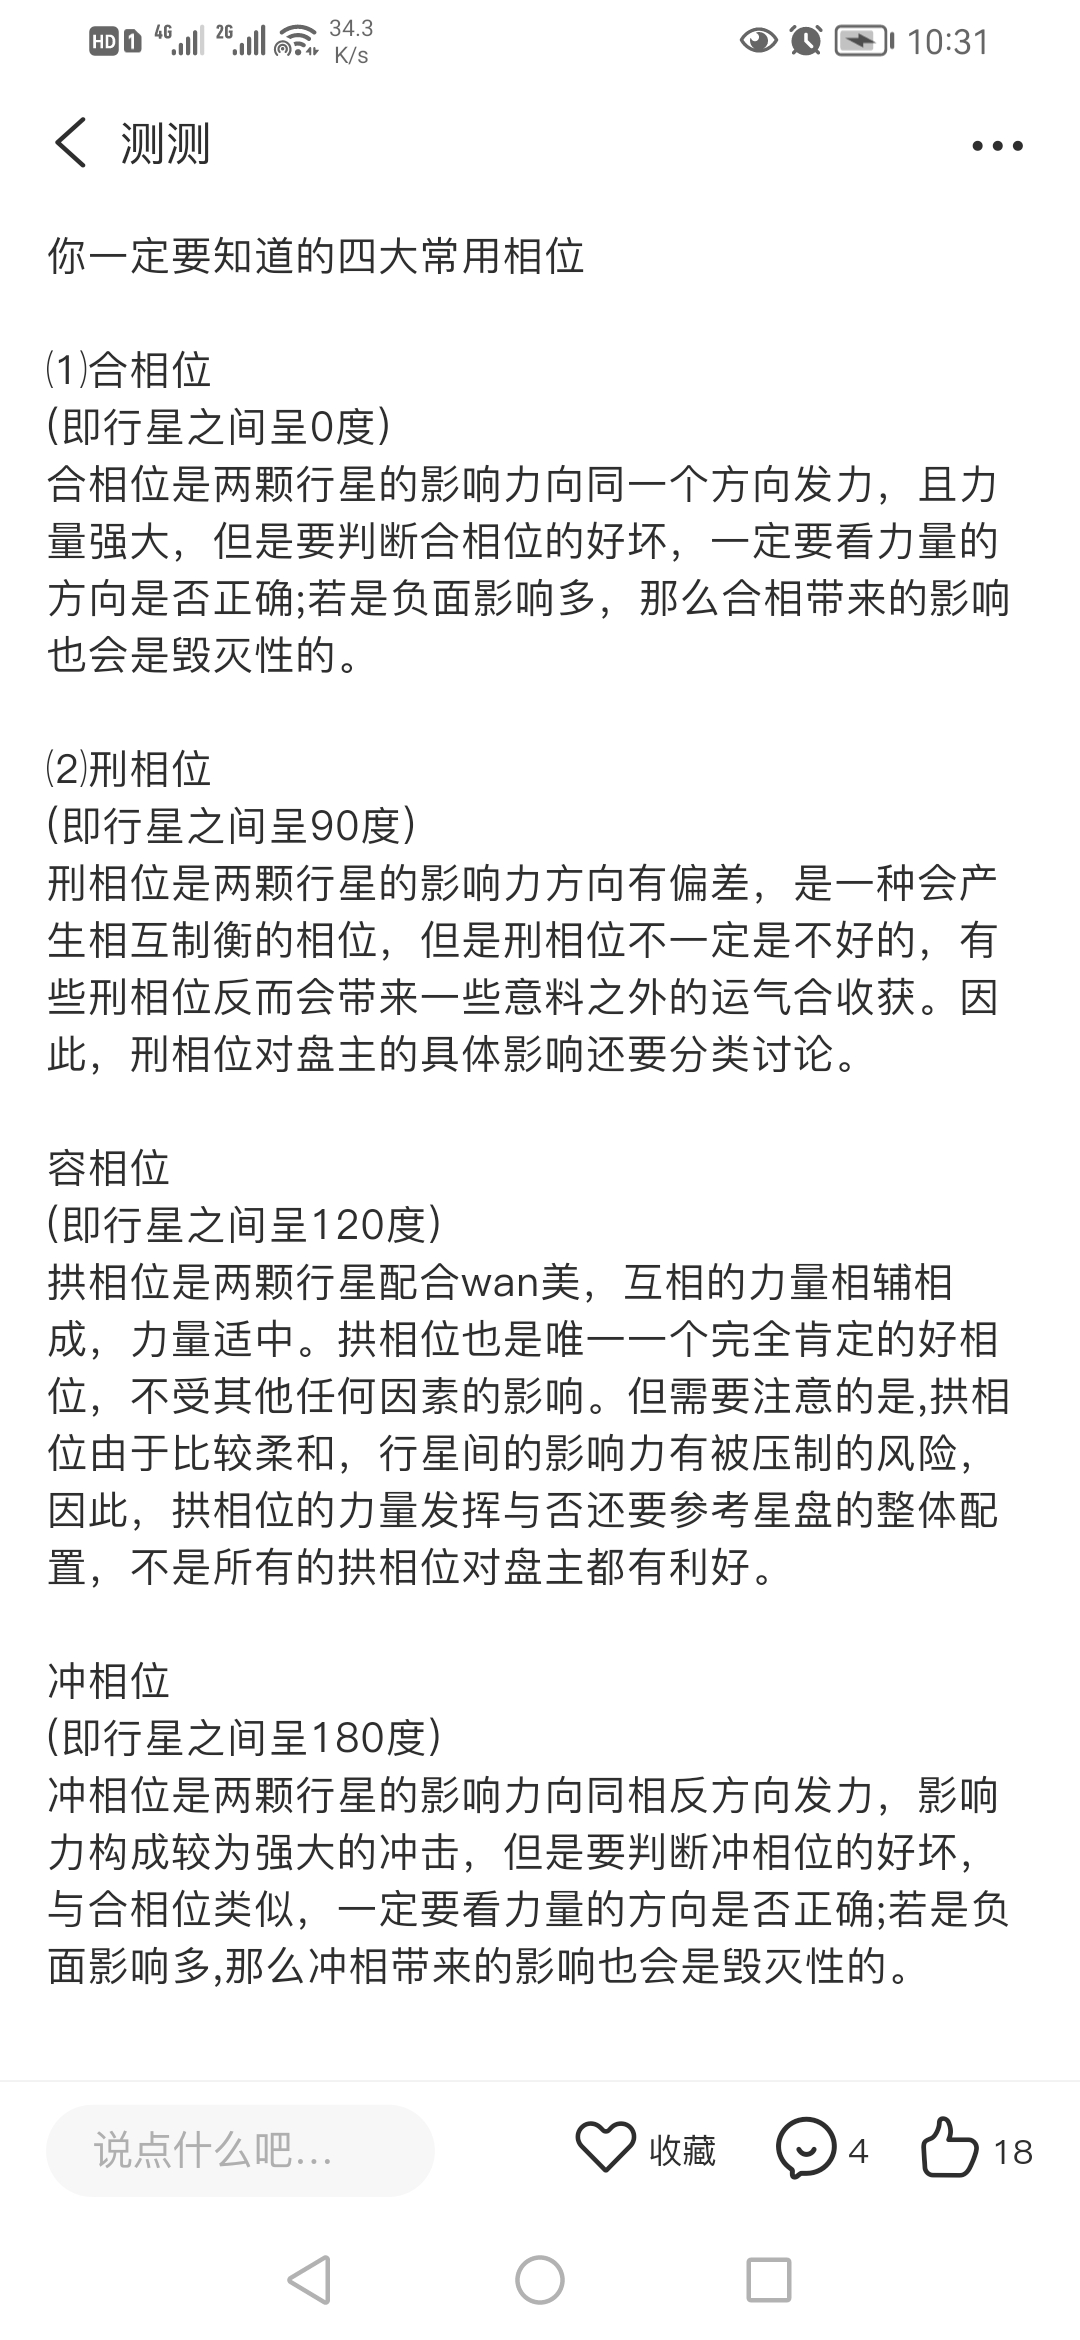 HD 1 4G 2G 34.3 K/s 10:31
测测
你一定要知道的四大常用相位
⑴合相位
(即行星之间呈0度)
合相位是两颗行星的影响力向同一个方向发力，且力
量强大，但是要判断合相位的好坏，一定要看力量的
方向是否正确;若是负面影响多，那么合相带来的影响
也会是毁灭性的。
⑵刑相位
(即行星之间呈90度)
刑相位是两颗行星的影响力方向有偏差，是一种会产
生相互制衡的相位，但是刑相位不一定是不好的，有
些刑相位反而会带来一些意料之外的运气合收获。因
此，刑相位对盘主的具体影响还要分类讨论。
容相位
(即行星之间呈120度)
拱相位是两颗行星配合wan美，互相的力量相辅相
成，力量适中。拱相位也是唯一一个完全肯定的好相
位，不受其他任何因素的影响。但需要注意的是,拱相
位由于比较柔和，行星间的影响力有被压制的风险，
因此，拱相位的力量发挥与否还要参考星盘的整体配
置，不是所有的拱相位对盘主都有利好。
冲相位
(即行星之间呈180度)
冲相位是两颗行星的影响力向同相反方向发力，影响
力构成较为强大的冲击，但是要判断冲相位的好坏，
与合相位类似，一定要看力量的方向是否正确;若是负
面影响多,那么冲相带来的影响也会是毁灭性的。
说点什么吧... 收藏 4 18